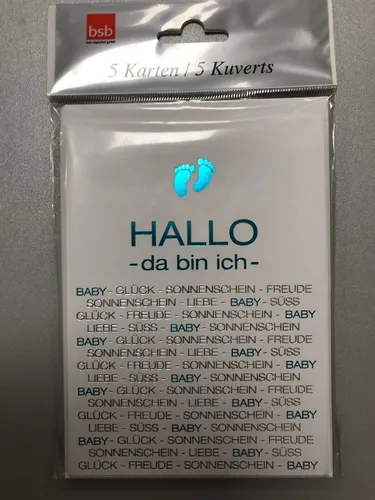 bsb
5 Karten / 5 Kuverts
HALLO
- da bin ich -
BABY - GLÜCK - SONNENSCHEIN - FREUDE
SONNENSCHEIN - LIEBE - BABY - SÜSS
GLÜCK - FREUDE - SONNENSCHEIN - BABY
LIEBE - SÜSS - BABY - SONNENSCHEIN
BABY - GLÜCK - SONNENSCHEIN - FREUDE
SONNENSCHEIN - LIEBE - BABY - SÜSS
GLÜCK - FREUDE - SONNENSCHEIN - BABY
LIEBE - SÜSS - BABY - SONNENSCHEIN
BABY - GLÜCK - SONNENSCHEIN - FREUDE
SONNENSCHEIN - LIEBE - BABY - SÜSS
GLÜCK - FREUDE - SONNENSCHEIN - BABY
LIEBE - SÜSS - BABY - SONNENSCHEIN
BABY - GLÜCK - SONNENSCHEIN - FREUDE
SONNENSCHEIN - LIEBE - BABY - SÜSS
GLÜCK - FREUDE - SONNENSCHEIN - BABY